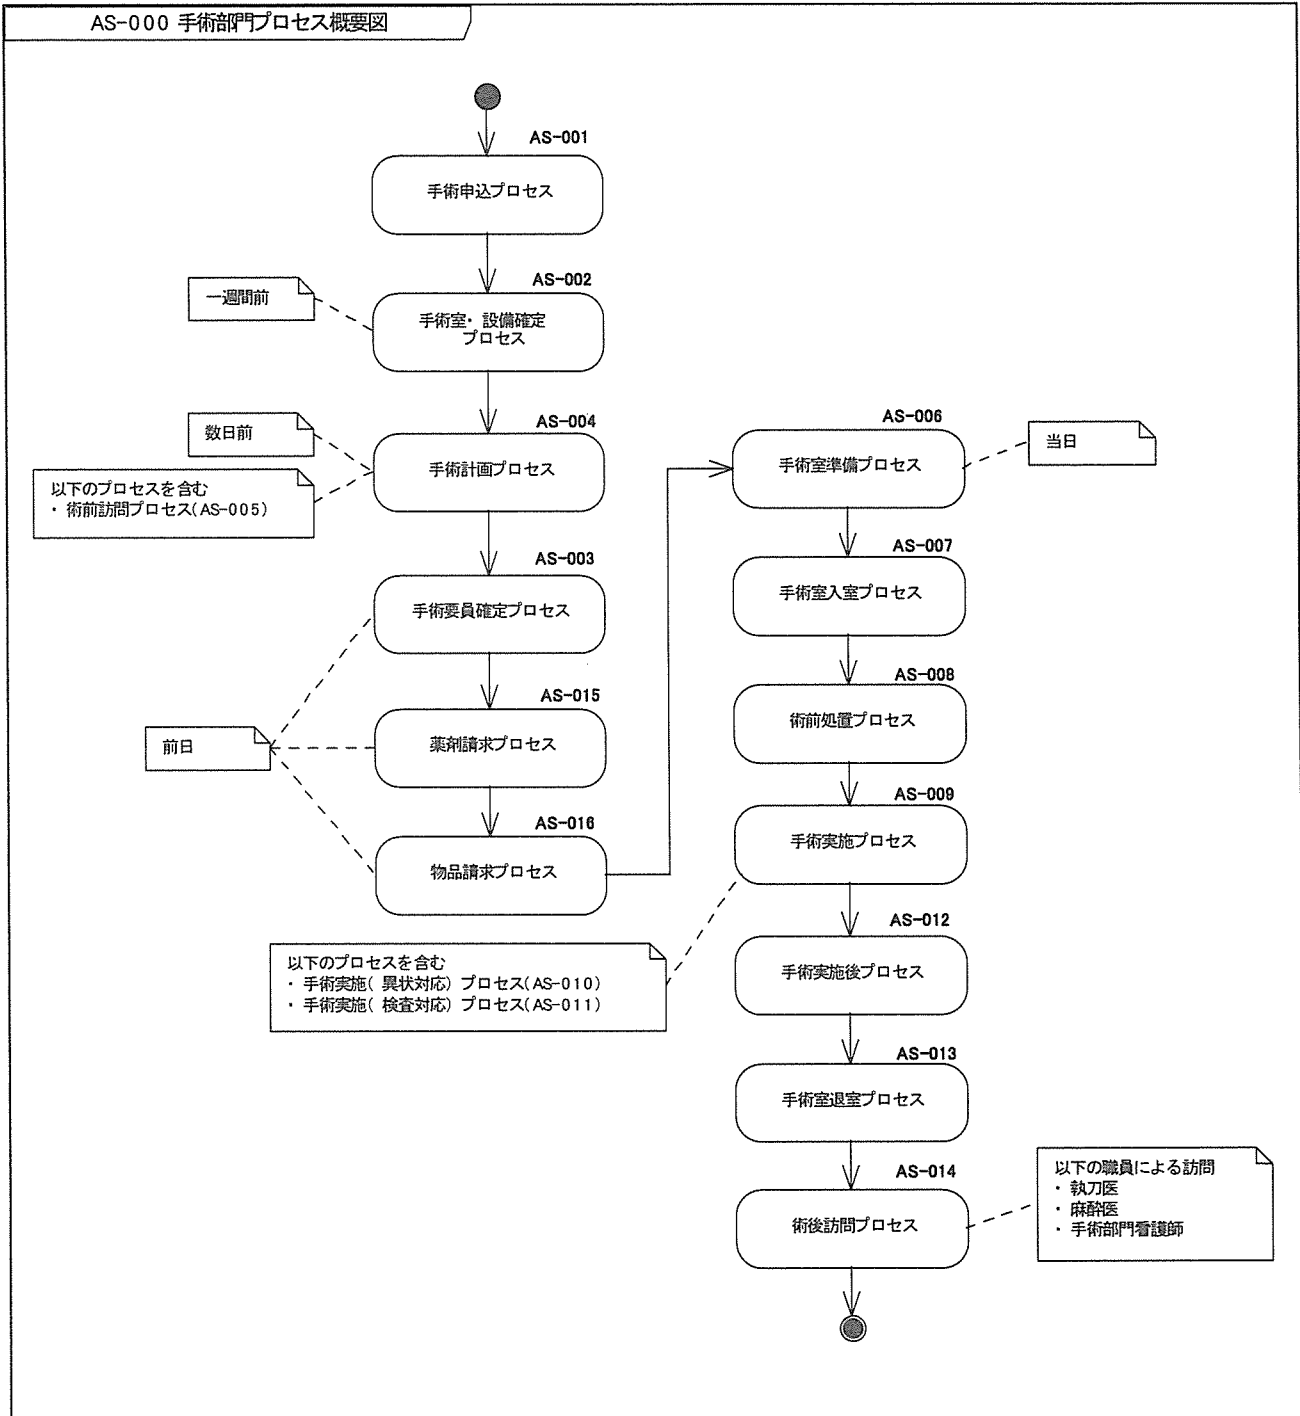 AS-000 手術部門プロセス概要図
AS-001
手術申込プロセス
AS-002
一週間前
手術室・設備確定
プロセス
AS-004
数日前
手術計画プロセス
以下のプロセスを含む
・術前訪問プロセス(AS-005)
AS-003
手術要員確定プロセス
AS-015
前日
薬剤請求プロセス
AS-016
物品請求プロセス
AS-006
当日
手術室準備プロセス
AS-007
手術室入室プロセス
AS-008
術前処置プロセス
AS-009
手術実施プロセス
以下のプロセスを含む
・手術実施(異状対応)プロセス(AS-010)
・手術実施(検査対応)プロセス(AS-011)
AS-012
手術実施後プロセス
AS-013
手術室退室プロセス
AS-014
術後訪問プロセス
以下の職員による訪問
・執刀医
・麻酔医
・手術部門看護師